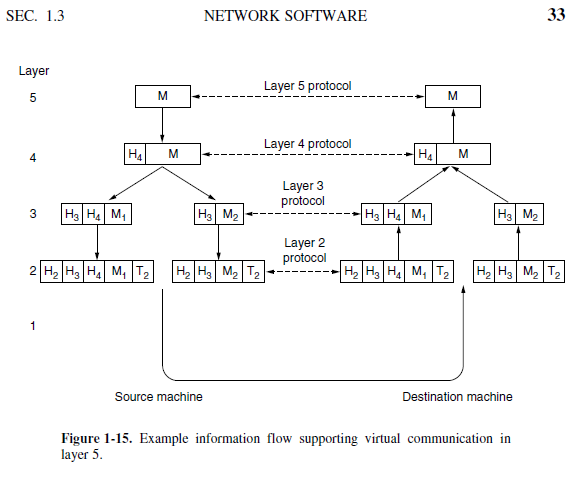 SEC. 1.3 NETWORK SOFTWARE 33
Layer
5 M Layer 5 protocol M
4 H4 M Layer 4 protocol H4 M
Layer 3
protocol
3 H3 H4 M1 H3 M2 H3 H4 M1 H3 M2
Layer 2
protocol
2 H2 H3 H4 M1 T2 H2 H3 M2 T2 H2 H3 H4 M1 T2 H2 H3 M2 T2
1
Source machine Destination machine
Figure 1-15. Example information flow supporting virtual communication in
layer 5.